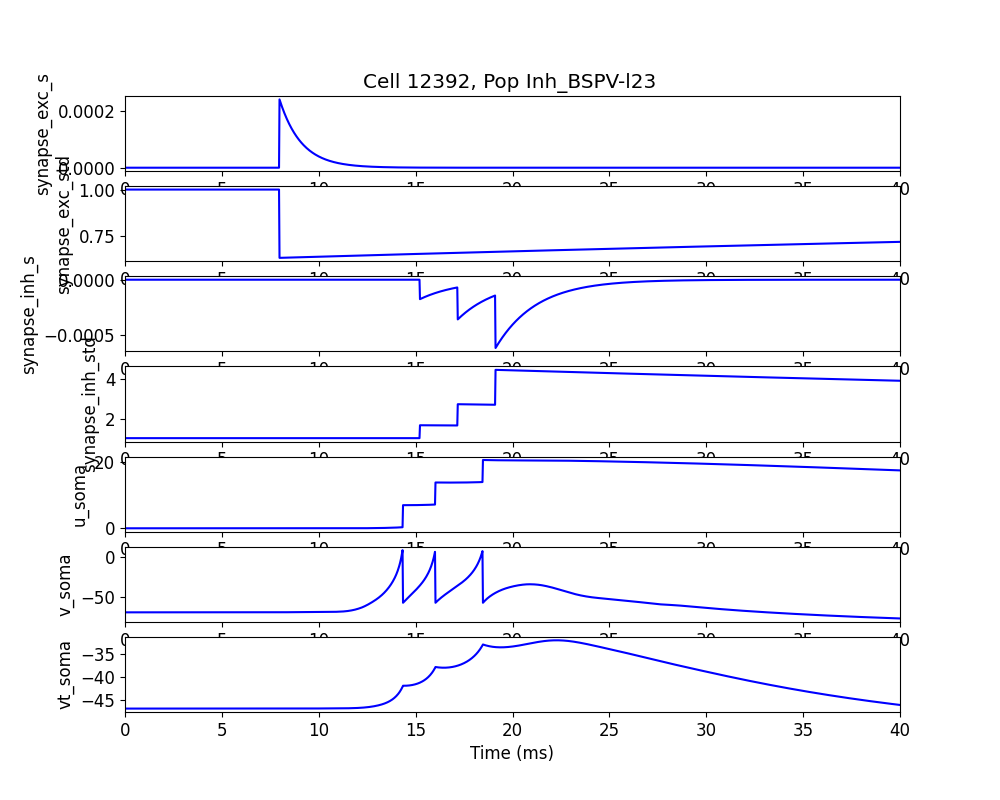 Cell 12392, Pop Inh_BSPV-l23
synapse_exc_s
0.0002
0.0000
0 5 10 15 20 25 30 35 40
synapse_exc_std
1.00
0.75
0 5 10 15 20 25 30 35 40
synapse_inh_s
0.0000
−0.0005
0 5 10 15 20 25 30 35 40
synapse_inh_std
4
2
0 5 10 15 20 25 30 35 40
u_soma
20
0
0 5 10 15 20 25 30 35 40
v_soma
0
−50
0 5 10 15 20 25 30 35 40
vt_soma
−35
−40
−45
0 5 10 15 20 25 30 35 40
Time (ms)